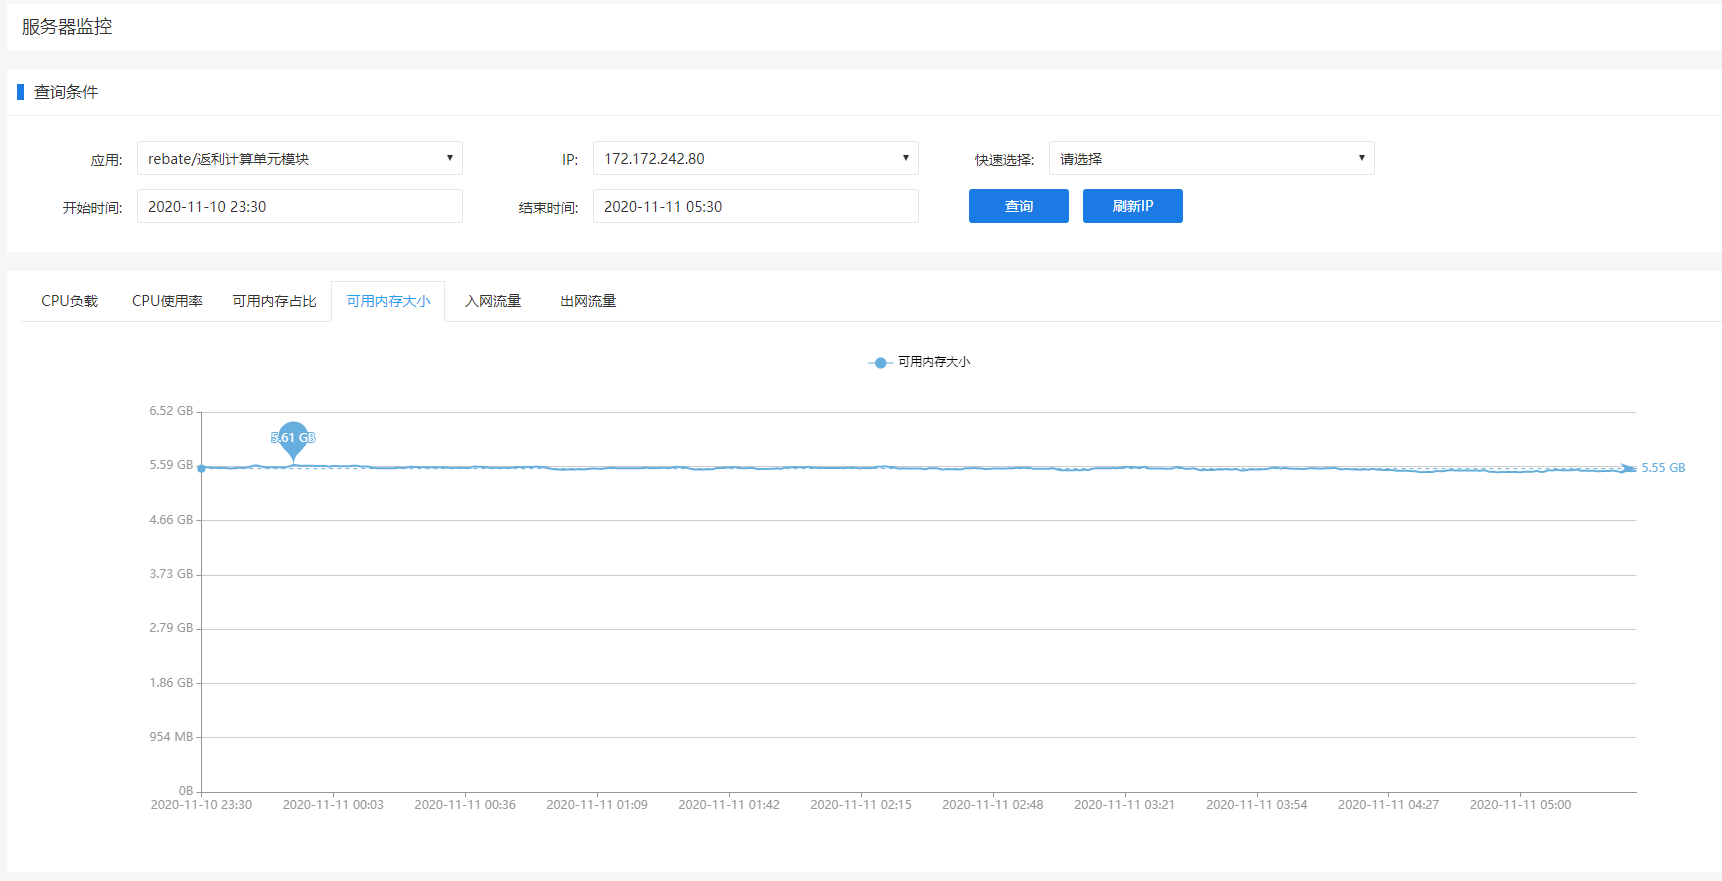 服务器监控
查询条件
应用: rebate/返利计算单元模块 IP: 172.172.242.80 快速选择: 请选择
开始时间: 2020-11-10 23:30 结束时间: 2020-11-11 05:30 查询 刷新IP
CPU负载 CPU使用率 可用内存占比 可用内存大小 入网流量 出网流量
可用内存大小
6.52 GB
5.61 GB
5.59 GB
5.55 GB
4.66 GB
3.73 GB
2.79 GB
1.86 GB
954 MB
0B
2020-11-10 23:30 2020-11-11 00:03 2020-11-11 00:36 2020-11-11 01:09 2020-11-11 01:42 2020-11-11 02:15 2020-11-11 02:48 2020-11-11 03:21 2020-11-11 03:54 2020-11-11 04:27 2020-11-11 05:00